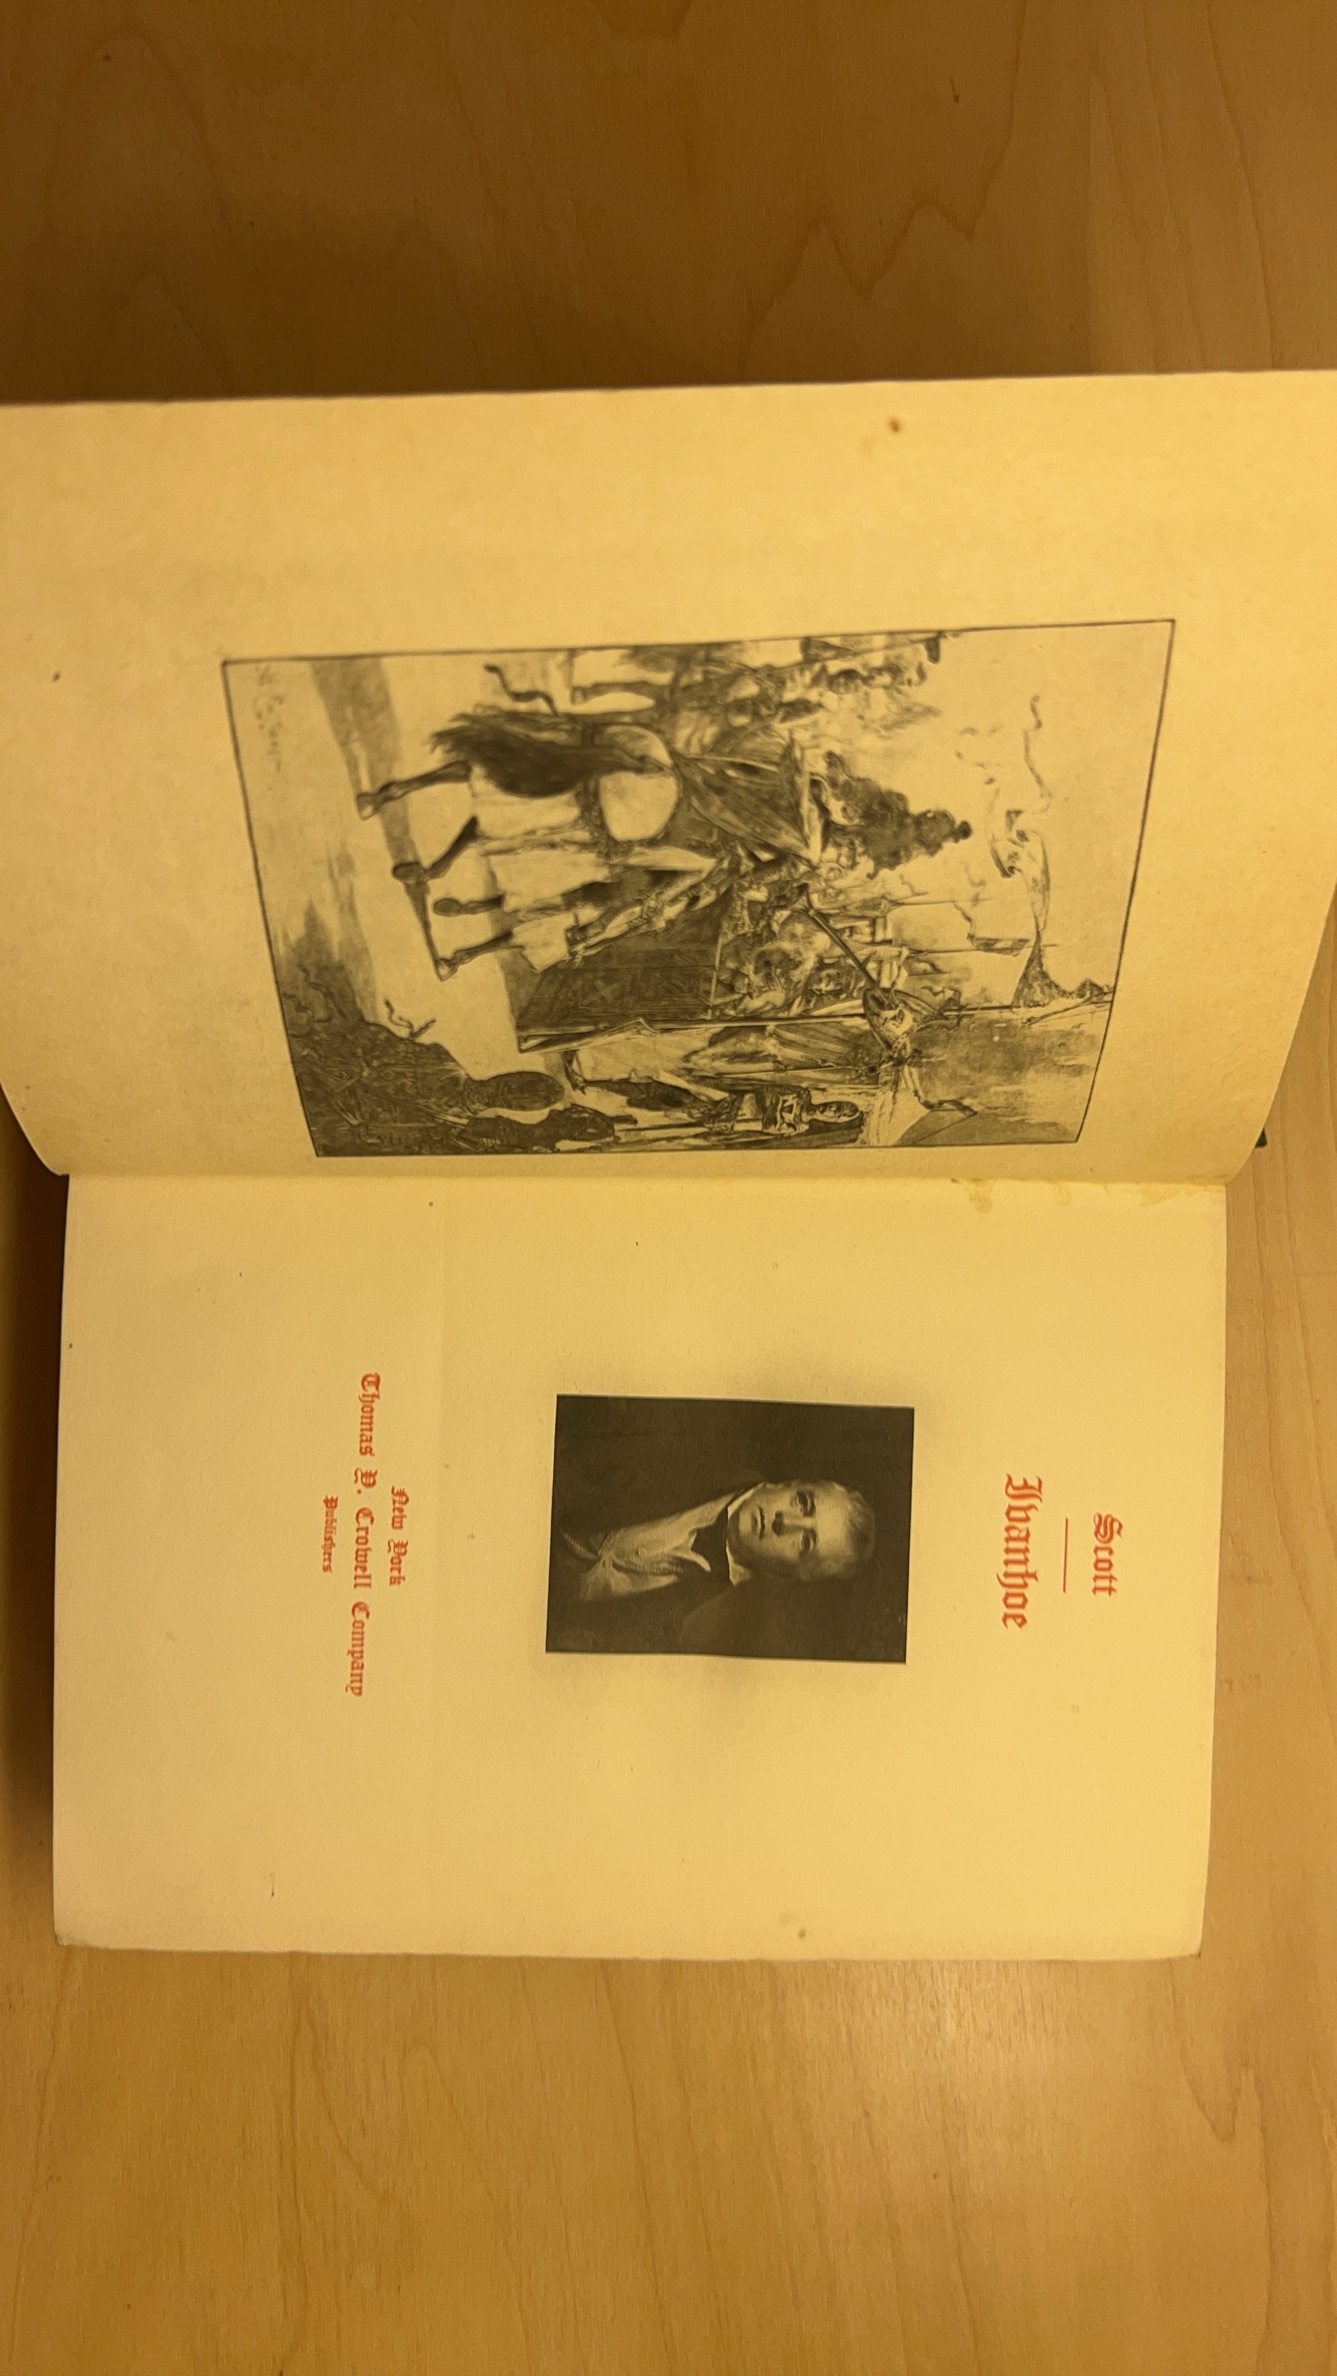 Scott
Ivanhoe
New York
Thomas Y. Crowell Company
Publishers